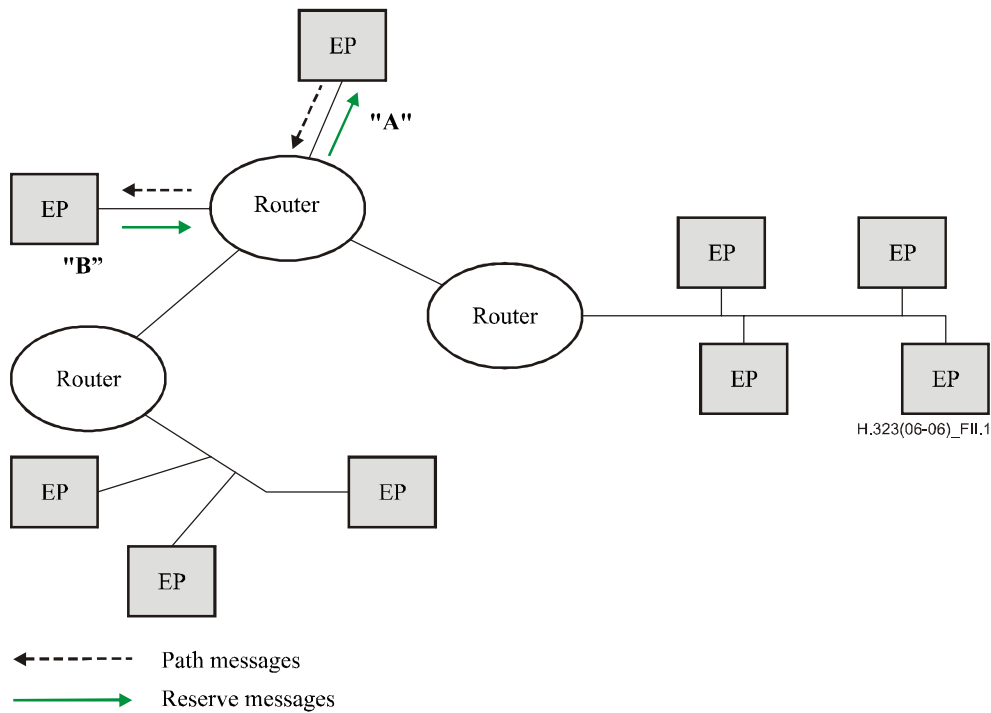 EP
"A"
EP
Router
"B”
EP
EP
Router
Router
EP
EP
H.323(06-06)_FII.1
EP
EP
EP
Path messages
Reserve messages